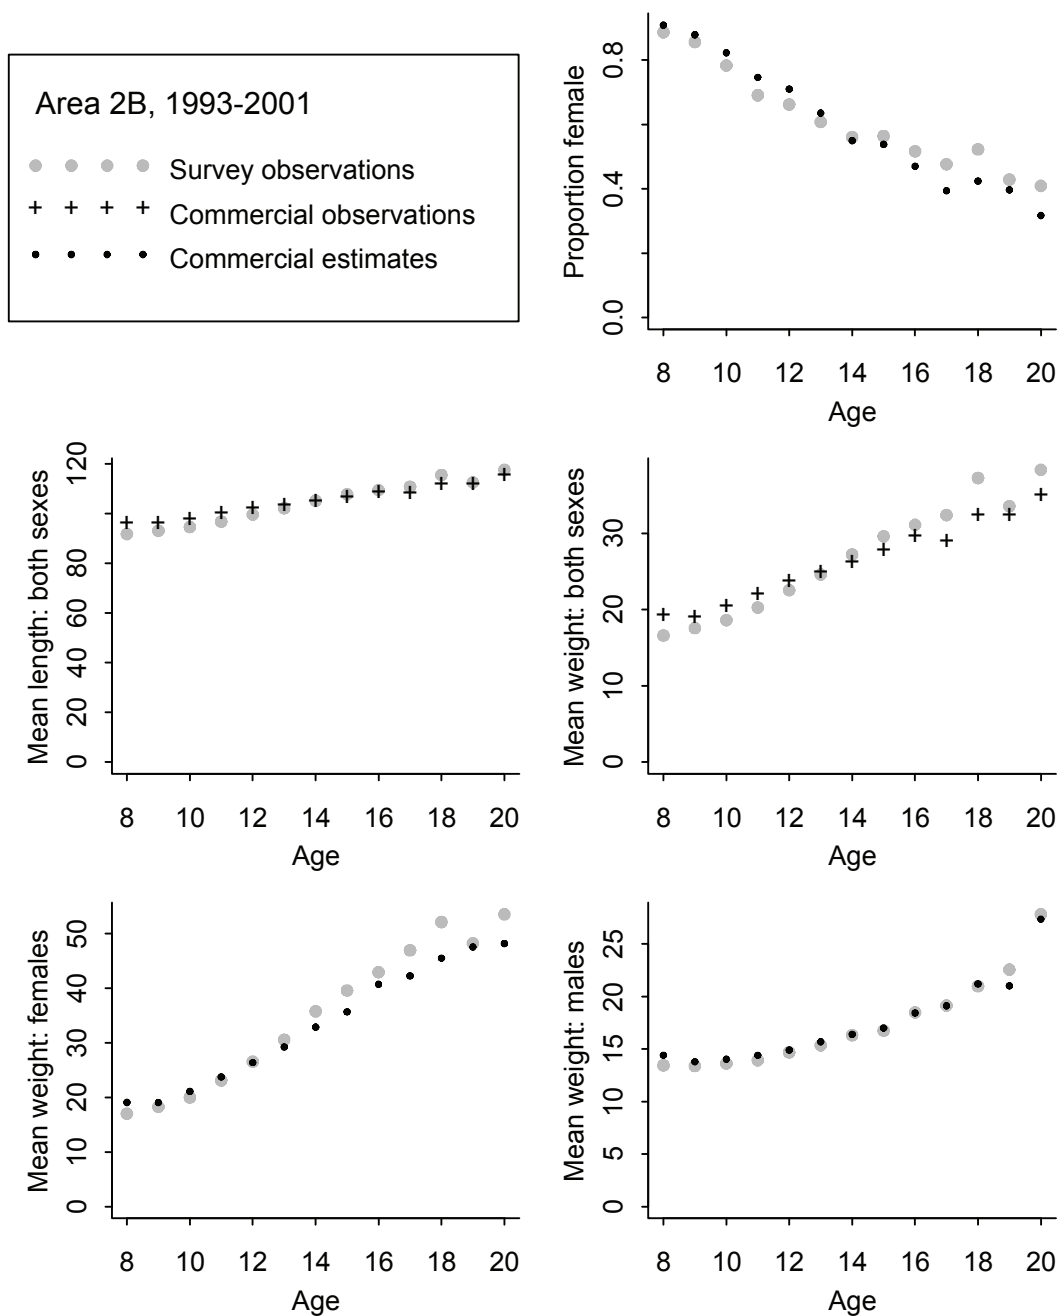 Area 2B, 1993-2001
Survey observations
Commercial observations
Commercial estimates
Proportion female
0.0 0.4 0.8
8 10 12 14 16 18 20
Age
Mean length: both sexes
0 20 40 60 80 120
8 10 12 14 16 18 20
Age
Mean weight: both sexes
0 10 20 30
8 10 12 14 16 18 20
Age
Mean weight: females
0 10 20 30 40 50
8 10 12 14 16 18 20
Age
Mean weight: males
0 5 10 15 20 25
8 10 12 14 16 18 20
Age